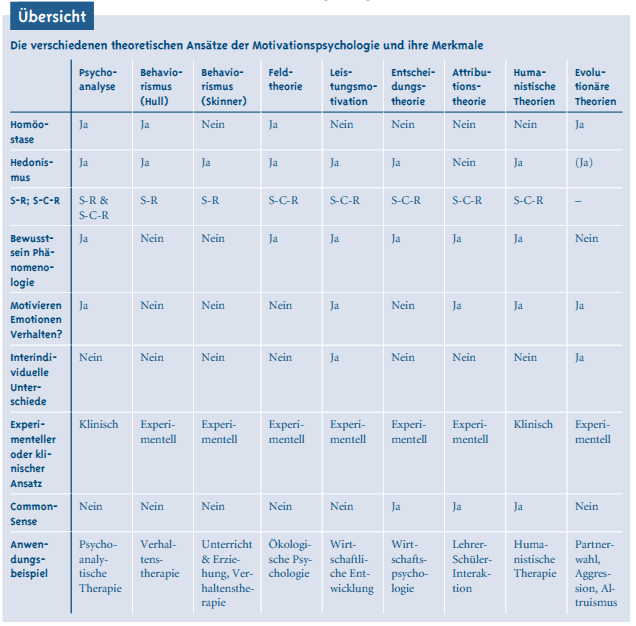 Übersicht
Die verschiedenen theoretischen Ansätze der Motivationspsychologie und ihre Merkmale
Psycho- Behavio- Behavio- Feld- Leis- Entschei- Attribu- Huma- Evolu-
analyse rismus rismus theorie tungsmo- dungs- tions- nistische tionäre
(Hull) (Skinner) tivation theorie theorie Theorien Theorien
Homöo- Ja Ja Nein Ja Nein Nein Nein Nein Ja
stase
Hedonis- Ja Ja Ja Ja Ja Ja Nein Ja (Ja)
mus
S-R; S-C-R S-R & S-R S-R S-C-R S-C-R S-C-R S-C-R S-C-R –
S-C-R
Bewusst- Ja Nein Nein Ja Ja Ja Ja Ja Nein
sein Phä-
nomeno-
logie
Motivieren Ja Nein Nein Nein Ja Nein Ja Ja Ja
Emotionen
Verhalten?
Interindi- Nein Nein Nein Nein Ja Nein Nein Nein Ja
viduelle
Unter-
schiede
Experi- Klinisch Experi- Experi- Experi- Experi- Experi- Experi- Klinisch Experi-
menteller mentell mentell mentell mentell mentell mentell mentell
oder kli-
nischer
Ansatz
Common- Nein Nein Nein Nein Nein Ja Ja Ja Nein
Sense
Anwen- Psycho- Verhal- Unterricht Ökologi- Wirt- Wirt- Lehrer- Huma- Partner-
dungs- analy- tens- & Erzie- sche Psy- schaftli- schafts- Schüler- nistische wahl,
beispiel tische therapie hung, Ver- chologie che Ent- psycho- Interak- Therapie Aggres-
Therapie haltensthe- wicklung logie tion sion, Al-
rapie truismus